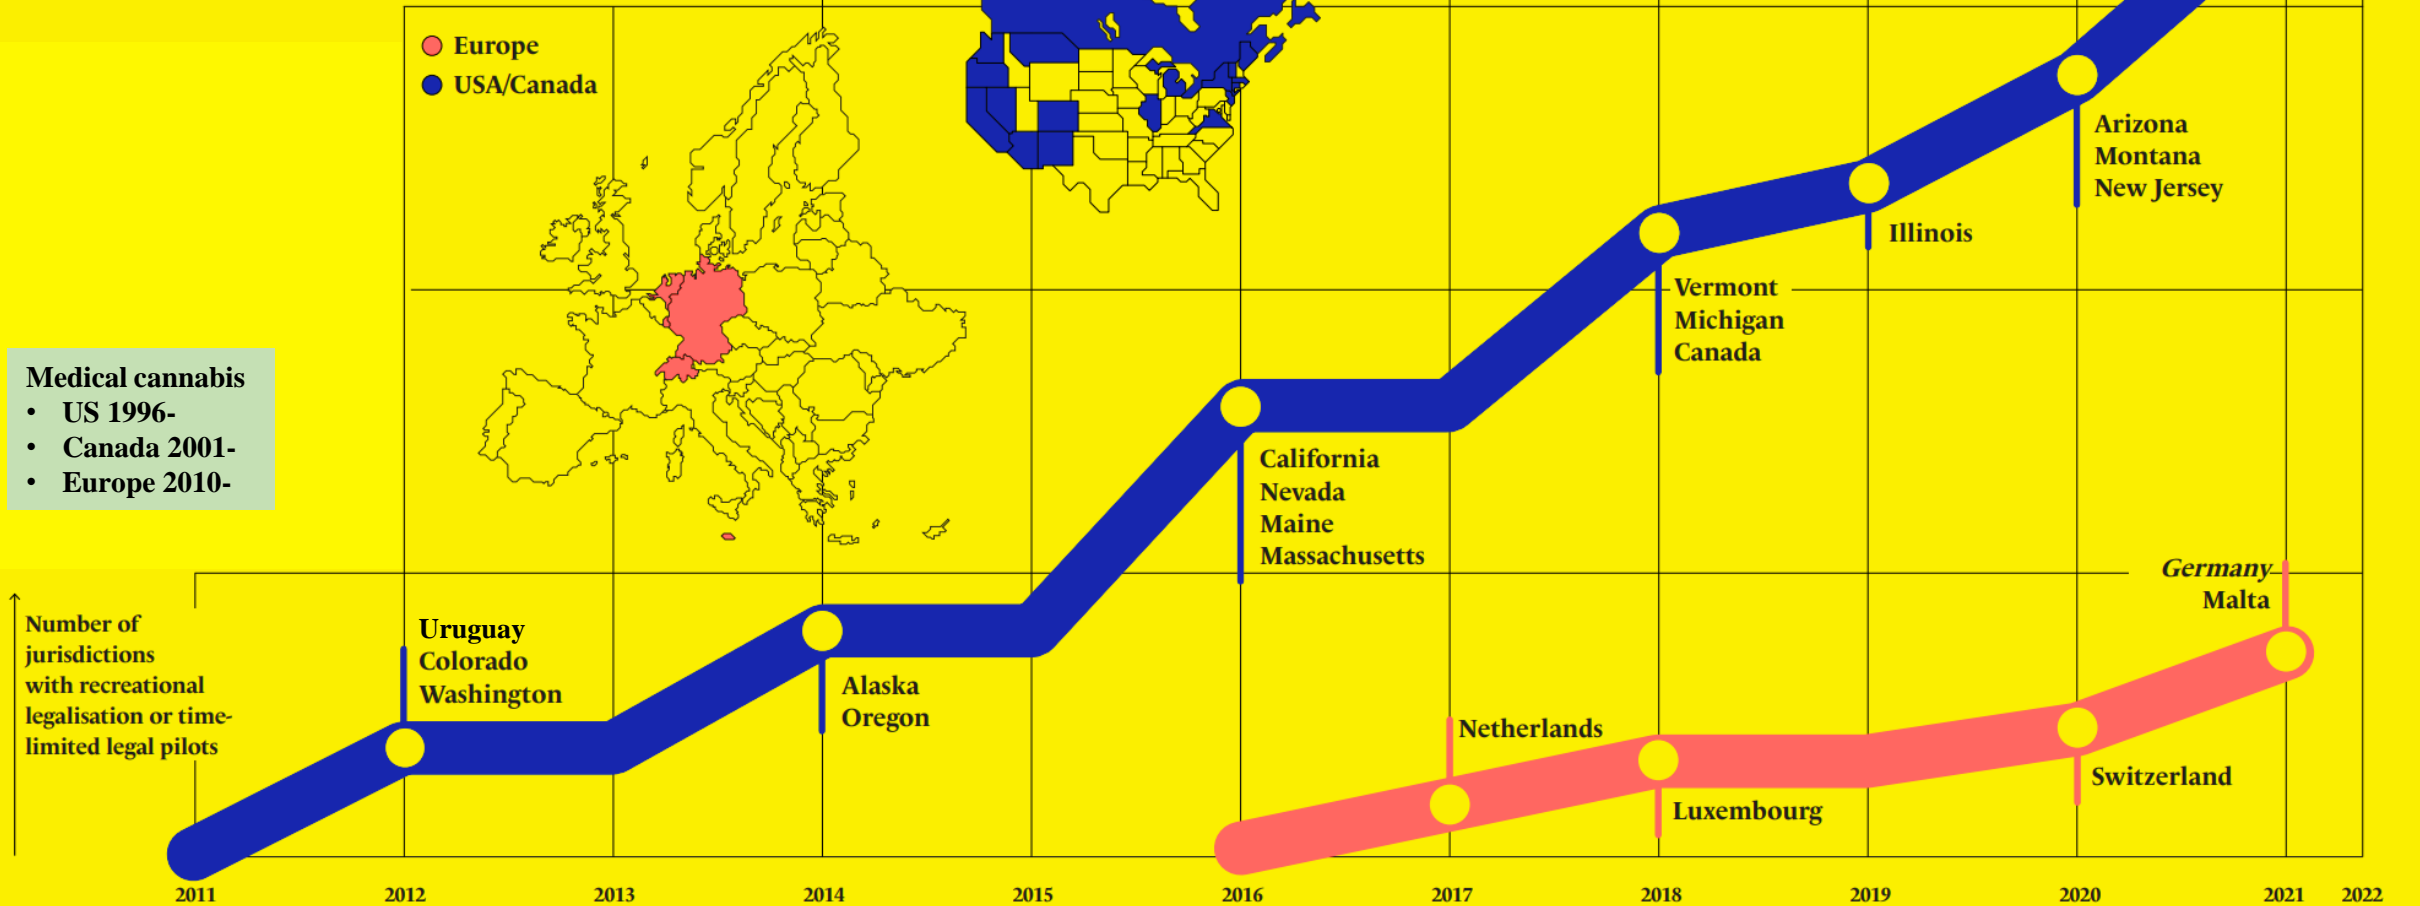 Europe
USA/Canada
Medical cannabis
• US 1996-
• Canada 2001-
• Europe 2010-
Number of
jurisdictions
with recreational
legalisation or time-
limited legal pilots
Uruguay
Colorado
Washington
Alaska
Oregon
California
Nevada
Maine
Massachusetts
Vermont
Michigan
Canada
Illinois
Arizona
Montana
New Jersey
Netherlands
Luxembourg
Switzerland
Germany
Malta
2011
2012
2013
2014
2015
2016
2017
2018
2019
2020
2021
2022